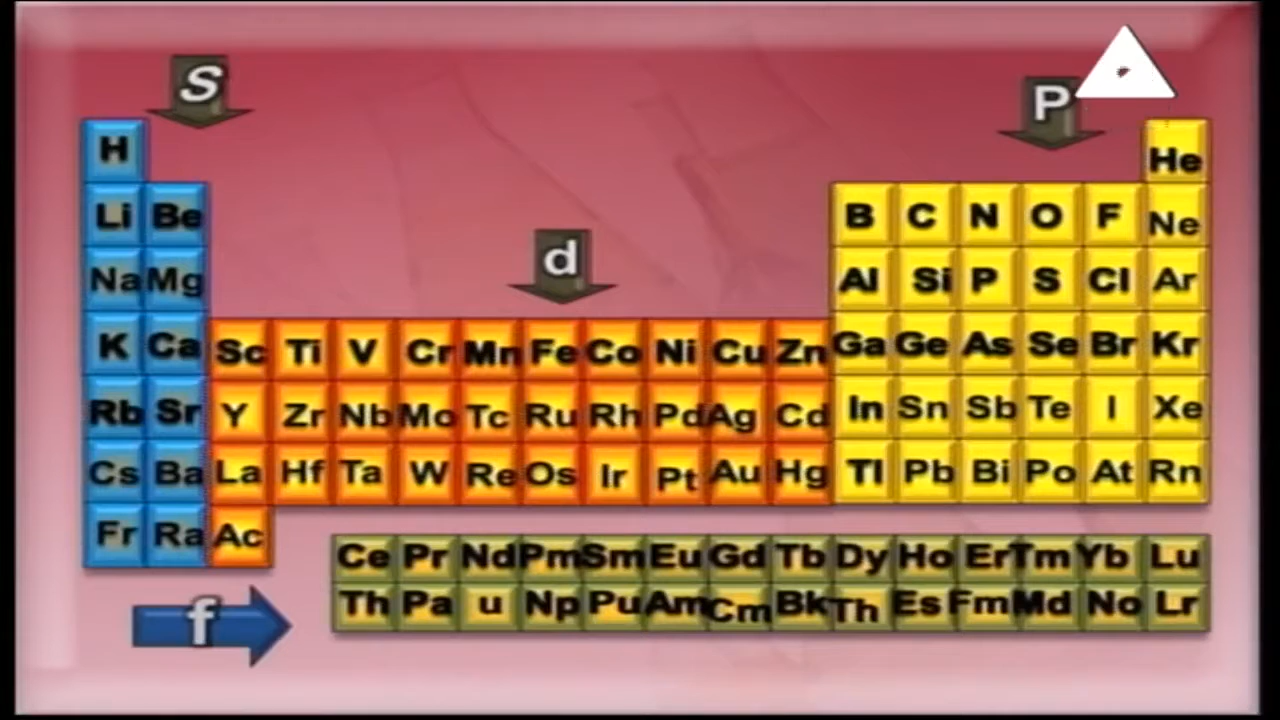 S
P
H He
Li Be B C N O F Ne
d
Na Mg Al Si P S Cl Ar
K Ca Sc Ti V Cr Mn Fe Co Ni Cu Zn Ga Ge As Se Br Kr
Rb Sr Y Zr Nb Mo Tc Ru Rh Pd Ag Cd In Sn Sb Te I Xe
Cs Ba La Hf Ta W Re Os Ir Pt Au Hg Tl Pb Bi Po At Rn
Fr Ra Ac
Ce Pr Nd Pm Sm Eu Gd Tb Dy Ho Er Tm Yb Lu
f
Th Pa u Np Pu Am Cm Bk Th Es Fm Md No Lr